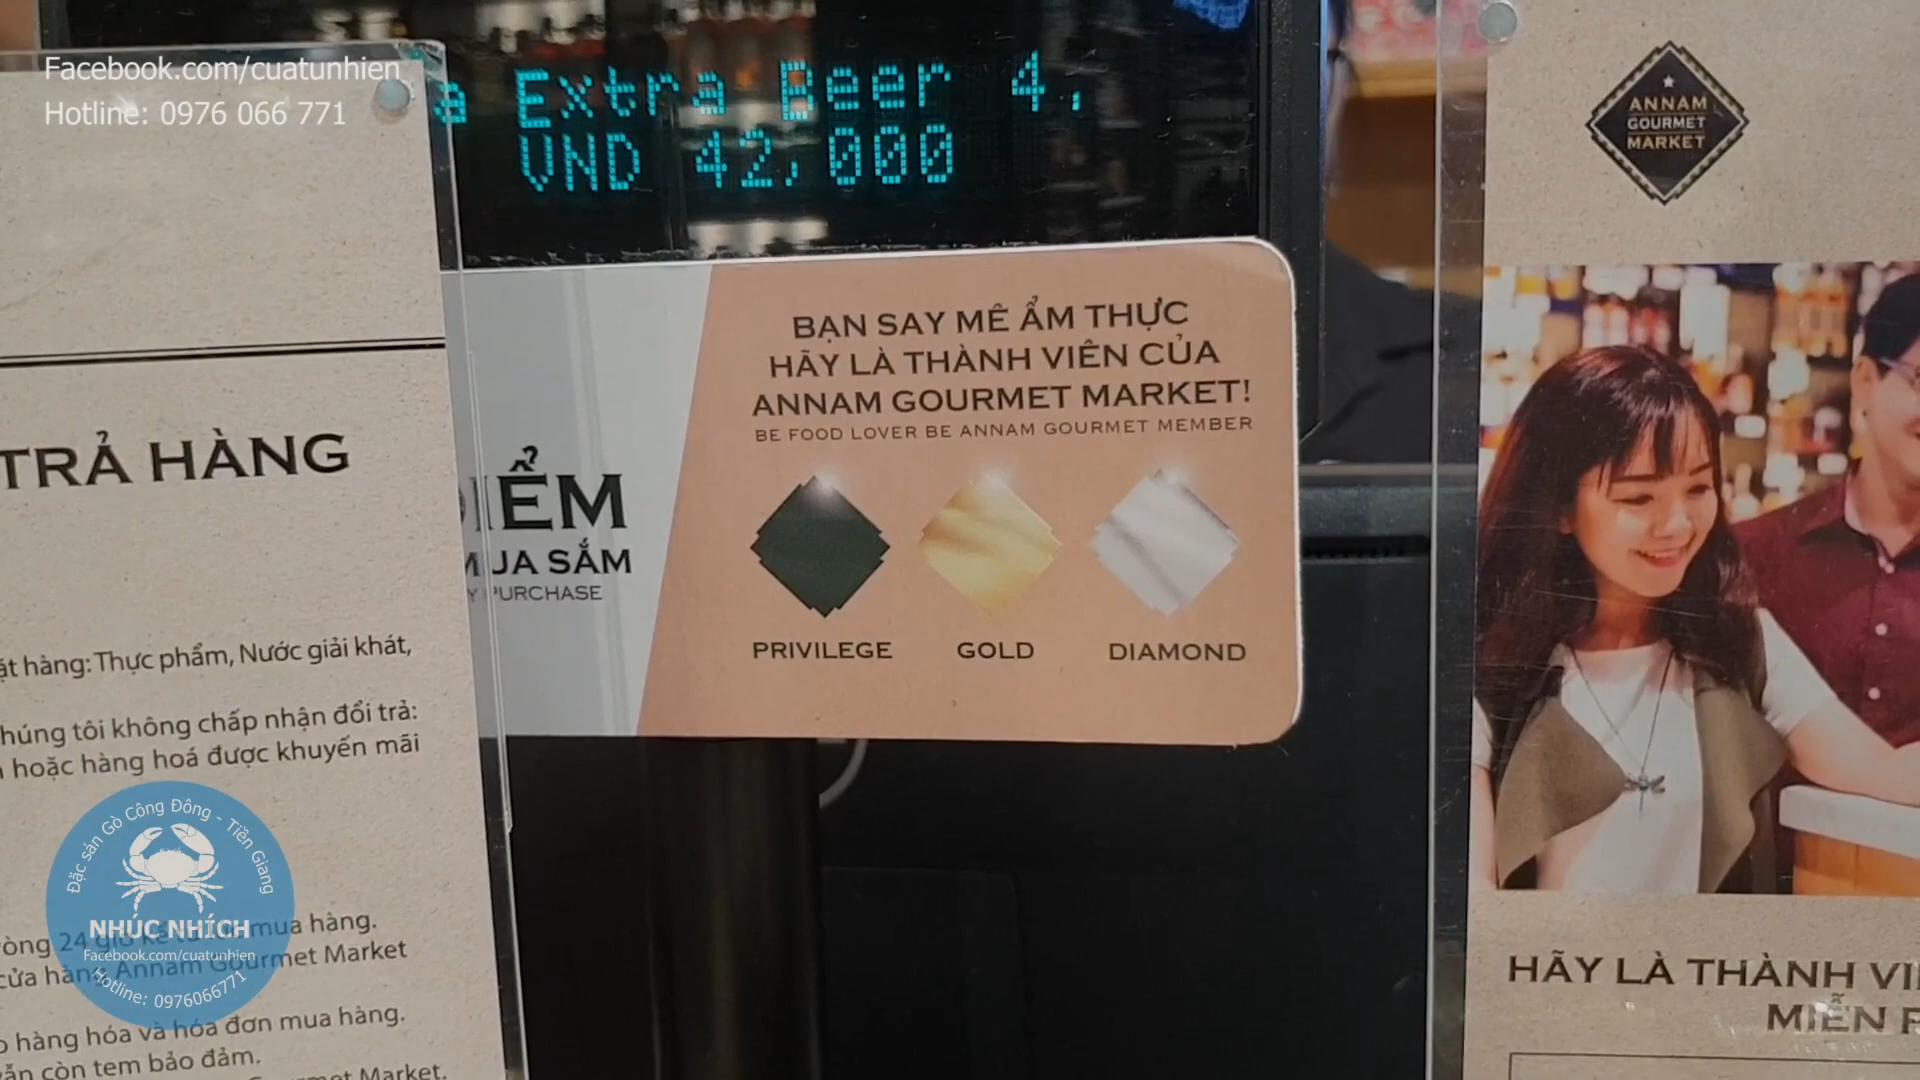 Facebook.com/cuatunhien
Hotline: 0976 066 771
a Extra Beer 4,
VND 42,000
ANNAM
GOURMET
MARKET
BẠN SAY MÊ ẨM THỰC
HÃY LÀ THÀNH VIÊN CỦA
ANNAM GOURMET MARKET!
BE FOOD LOVER BE ANNAM GOURMET MEMBER
PRIVILEGE GOLD DIAMOND
IỂM
UA SẮM
PURCHASE
TRẢ HÀNG
hàng: Thực phẩm, Nước giải khát,
húng tôi không chấp nhận đổi trả:
hoặc hàng hoá được khuyến mãi
24 giờ kể từ mua hàng.
cửa hàng Annam Gourmet Market
hàng hóa và hóa đơn mua hàng.
còn tem bảo đảm.
Market.
Đặc sản Gò Công Đông - Tiền Giang
NHÚC NHÍCH
Facebook.com/cuatunhien
Hotline: 0976066771
HÃY LÀ THÀNH VI
MIỄN